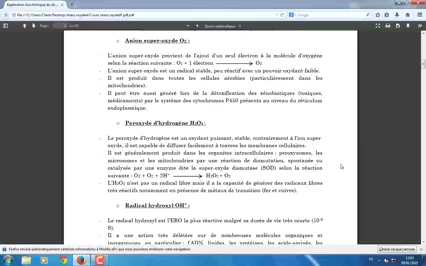 Anion super-oxyde O₂ :
- L'anion super-oxyde provient de l'ajout d'un seul électron à la molécule d'oxygène
selon la réaction suivante : O₂ + 1 électron ⟶ O₂
- L'anion super-oxyde est un radical stable, peu réactif avec un pouvoir oxydant faible.
- Il est produit dans toutes les cellules aérobies (particulièrement dans les
mitochondries).
- Il peut être aussi généré lors de la détoxification des xénobiotiques (toxiques,
médicaments) par le système des cytochromes P450 présents au niveau du réticulum
endoplasmique.
Peroxyde d'hydrogène H₂O₂ :
- Le peroxyde d'hydrogène est un oxydant puissant, stable, contrairement à l'ion super-
oxyde, il est capable de diffuser facilement à travers les membranes cellulaires.
- Il est généralement produit dans les organites intracellulaires : peroxysomes, les
microsomes et les mitochondries par une réaction de dismutation, spontanée ou
catalysée par une enzyme dite la super-oxyde dismutase (SOD) selon la réaction
suivante : O₂ + O₂ + 2H⁺ ⟶ H₂O₂ + O₂
- L'H₂O₂ n'est pas un radical libre mais il a la capacité de générer des radicaux libres
très réactifs notamment en présence de métaux de transition (fer et cuivre).
Radical hydroxyl OH° :
- Le radical hydroxyl est l'ERO la plus réactive malgré sa durée de vie très courte (10⁻⁹
S).
- Il a une action très délétère sur de nombreuses molécules organiques et
inorganiques, en particulier : l'ADN, lipides, les protéines, les acides-aminés, les